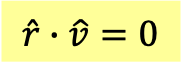 r̂ · v̂ = 0